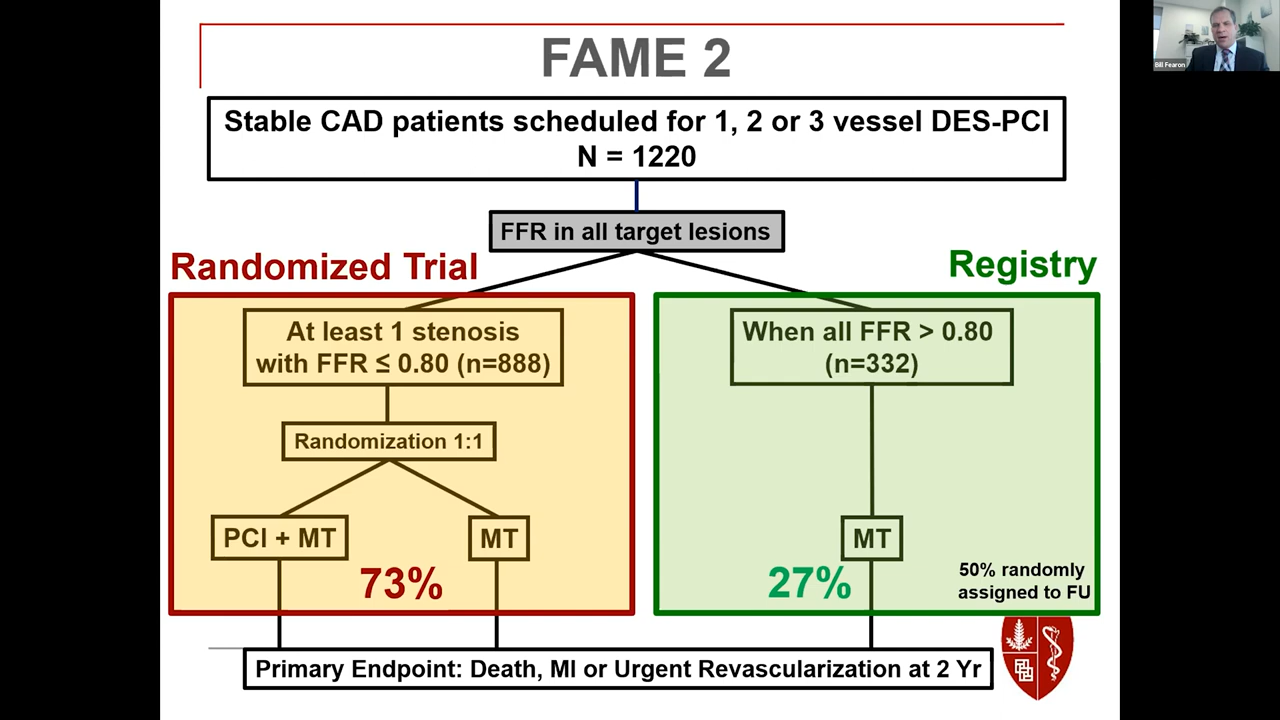 FAME 2
Stable CAD patients scheduled for 1, 2 or 3 vessel DES-PCI
N = 1220
FFR in all target lesions
Randomized Trial
At least 1 stenosis
with FFR ≤ 0.80 (n=888)
Randomization 1:1
PCI + MT
MT
73%
Registry
When all FFR > 0.80
(n=332)
MT
27%
50% randomly
assigned to FU
Primary Endpoint: Death, MI or Urgent Revascularization at 2 Yr
Bill Fearon